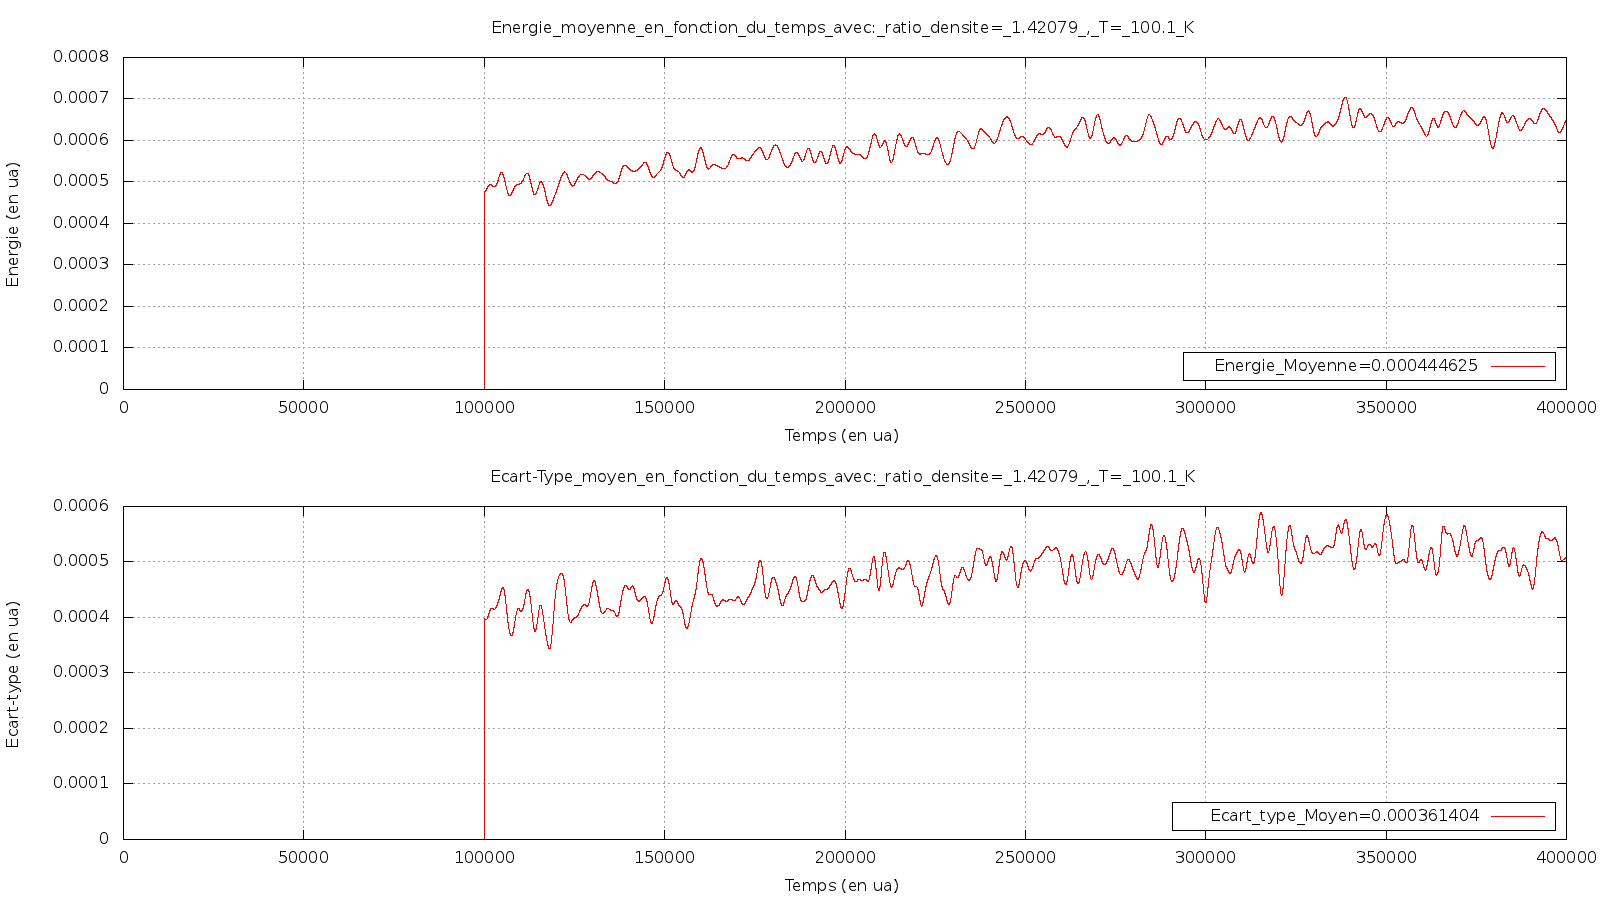 Energie_moyenne_en_fonction_du_temps_avec:_ratio_densite=_1.42079_,_T=_100.1_K
0.0008
0.0007
0.0006
0.0005
0.0004
0.0003
0.0002
0.0001
0
Energie (en ua)
Energie_Moyenne=0.000444625
0 50000 100000 150000 200000 250000 300000 350000 400000
Temps (en ua)
Ecart-Type_moyen_en_fonction_du_temps_avec:_ratio_densite=_1.42079_,_T=_100.1_K
0.0006
0.0005
0.0004
0.0003
0.0002
0.0001
0
Ecart-type (en ua)
Ecart_type_Moyen=0.000361404
0 50000 100000 150000 200000 250000 300000 350000 400000
Temps (en ua)